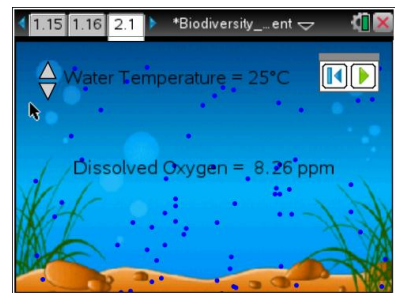 1.15 1.16 2.1 *Biodiversity_...ent
Water Temperature = 25°C
Dissolved Oxygen = 8.26 ppm